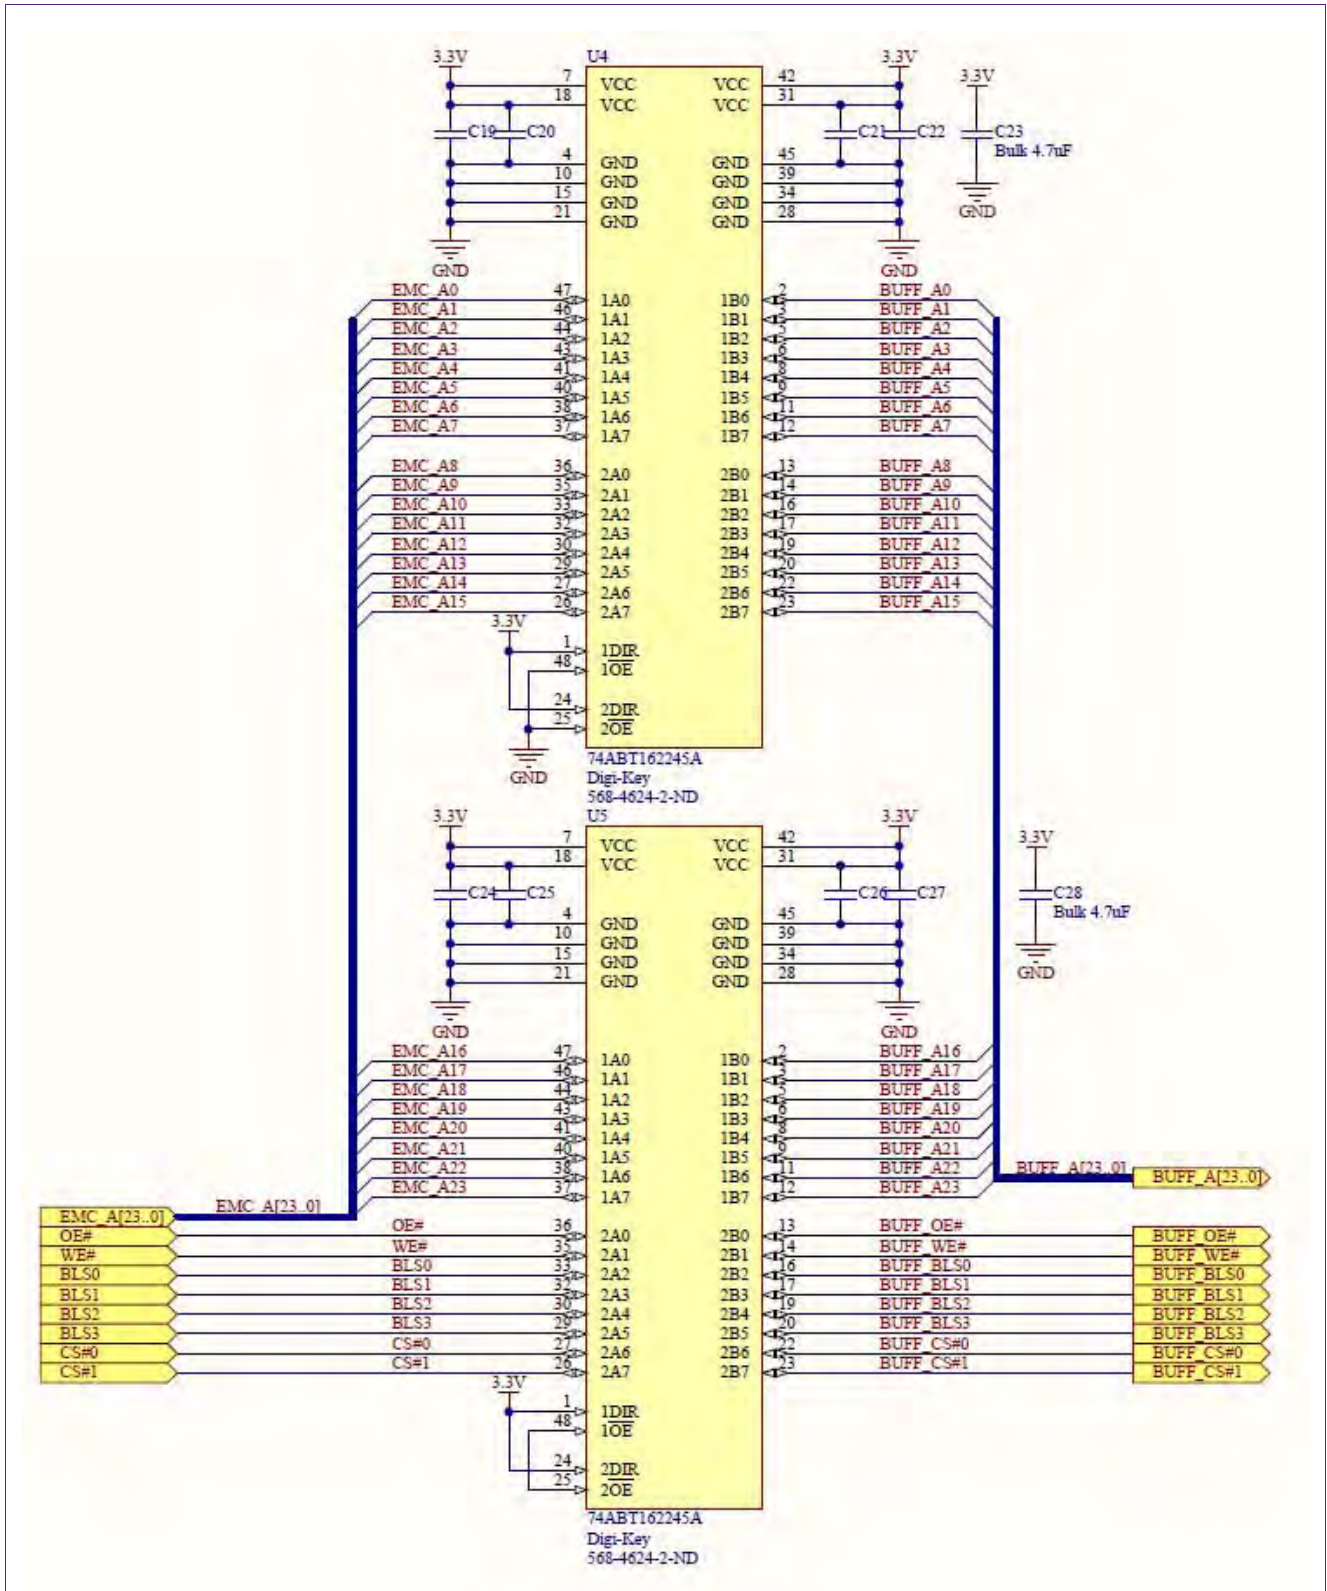 3.3V U4 3.3V 3.3V
7 VCC VCC 42
18 VCC VCC 31
C19 C20 C21 C22 C23
Bulk 4.7uF
4 GND GND 45
10 GND GND 39
15 GND GND 34
21 GND GND 28
GND
GND GND
EMC_A0 47 1A0 1B0 2 BUFF_A0
EMC_A1 46 1A1 1B1 3 BUFF_A1
EMC_A2 44 1A2 1B2 5 BUFF_A2
EMC_A3 43 1A3 1B3 6 BUFF_A3
EMC_A4 41 1A4 1B4 8 BUFF_A4
EMC_A5 40 1A5 1B5 9 BUFF_A5
EMC_A6 38 1A6 1B6 11 BUFF_A6
EMC_A7 37 1A7 1B7 12 BUFF_A7
EMC_A8 36 2A0 2B0 13 BUFF_A8
EMC_A9 35 2A1 2B1 14 BUFF_A9
EMC_A10 33 2A2 2B2 16 BUFF_A10
EMC_A11 32 2A3 2B3 17 BUFF_A11
EMC_A12 30 2A4 2B4 19 BUFF_A12
EMC_A13 29 2A5 2B5 20 BUFF_A13
EMC_A14 27 2A6 2B6 22 BUFF_A14
EMC_A15 26 2A7 2B7 23 BUFF_A15
3.3V
1 1DIR
48 1OE
24 2DIR
25 2OE
GND
74ABT162245A
Digi-Key
568-4624-2-ND
3.3V U5 3.3V 3.3V
7 VCC VCC 42
18 VCC VCC 31
C24 C25 C26 C27 C28
Bulk 4.7uF
4 GND GND 45
10 GND GND 39
15 GND GND 34
21 GND GND 28
GND
GND GND
EMC_A16 47 1A0 1B0 2 BUFF_A16
EMC_A17 46 1A1 1B1 3 BUFF_A17
EMC_A18 44 1A2 1B2 5 BUFF_A18
EMC_A19 43 1A3 1B3 6 BUFF_A19
EMC_A20 41 1A4 1B4 8 BUFF_A20
EMC_A21 40 1A5 1B5 9 BUFF_A21
EMC_A22 38 1A6 1B6 11 BUFF_A22 BUFF_A[23..0] BUFF_A[23..0]
EMC_A23 37 1A7 1B7 12 BUFF_A23
EMC_A[23..0] EMC_A[23..0]
OE# OE# 36 2A0 2B0 13 BUFF_OE# BUFF_OE#
WE# WE# 35 2A1 2B1 14 BUFF_WE# BUFF_WE#
BLS0 BLS0 33 2A2 2B2 16 BUFF_BLS0 BUFF_BLS0
BLS1 BLS1 32 2A3 2B3 17 BUFF_BLS1 BUFF_BLS1
BLS2 BLS2 30 2A4 2B4 19 BUFF_BLS2 BUFF_BLS2
BLS3 BLS3 29 2A5 2B5 20 BUFF_BLS3 BUFF_BLS3
CS#0 CS#0 27 2A6 2B6 22 BUFF_CS#0 BUFF_CS#0
CS#1 CS#1 26 2A7 2B7 23 BUFF_CS#1 BUFF_CS#1
3.3V
1 1DIR
48 1OE
24 2DIR
25 2OE
74ABT162245A
Digi-Key
568-4624-2-ND